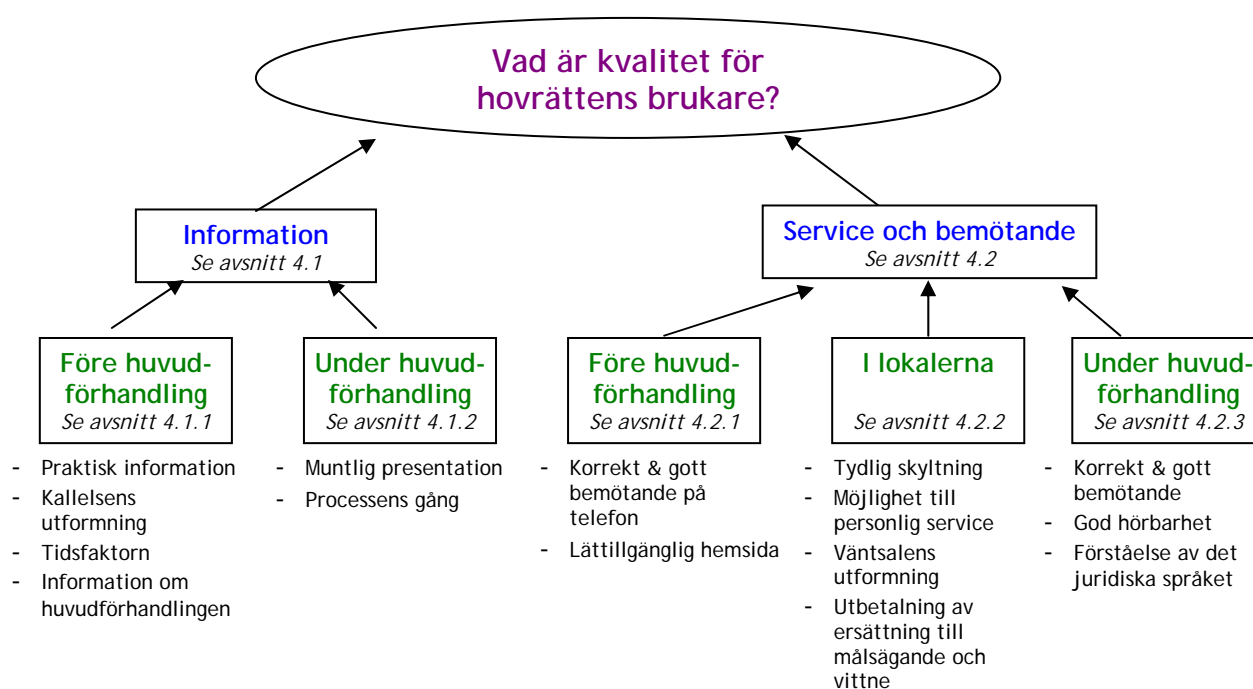 Vad är kvalitet för
hovrättens brukare?
Information
Se avsnitt 4.1
Service och bemötande
Se avsnitt 4.2
Före huvud-
förhandling
Se avsnitt 4.1.1
- Praktisk information
- Kallelsens
utformning
- Tidsfaktorn
- Information om
huvudförhandlingen
Under huvud-
förhandling
Se avsnitt 4.1.2
- Muntlig presentation
- Processens gång
Före huvud-
förhandling
Se avsnitt 4.2.1
- Korrekt & gott
bemötande på
telefon
- Lättillgänglig hemsida
I lokalerna
Se avsnitt 4.2.2
- Tydlig skyltning
- Möjlighet till
personlig service
- Väntsalens
utformning
- Utbetalning av
ersättning till
målsägande och
vittne
Under huvud-
förhandling
Se avsnitt 4.2.3
- Korrekt & gott
bemötande
- God hörbarhet
- Förståelse av det
juridiska språket